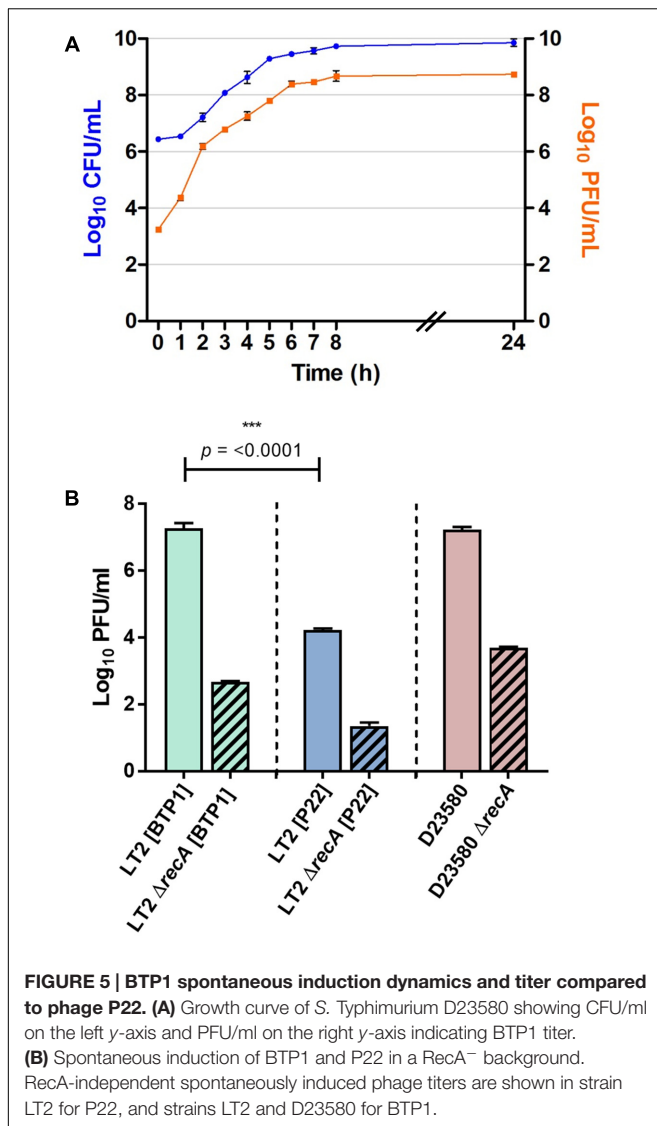 A
10
8
6
4
2
0
Log10 CFU/mL
10
8
6
4
2
0
Log10 PFU/mL
0 1 2 3 4 5 6 7 8 24
Time (h)
***
p = <0.0001
B
8
6
4
2
0
Log10 PFU/ml
LT2 [BTP1]
LT2 ΔrecA [BTP1]
LT2 [P22]
LT2 ΔrecA [P22]
D23580
D23580 ΔrecA
FIGURE 5 | BTP1 spontaneous induction dynamics and titer compared
to phage P22. (A) Growth curve of S. Typhimurium D23580 showing CFU/ml
on the left y-axis and PFU/ml on the right y-axis indicating BTP1 titer.
(B) Spontaneous induction of BTP1 and P22 in a RecA− background.
RecA-independent spontaneously induced phage titers are shown in strain
LT2 for P22, and strains LT2 and D23580 for BTP1.